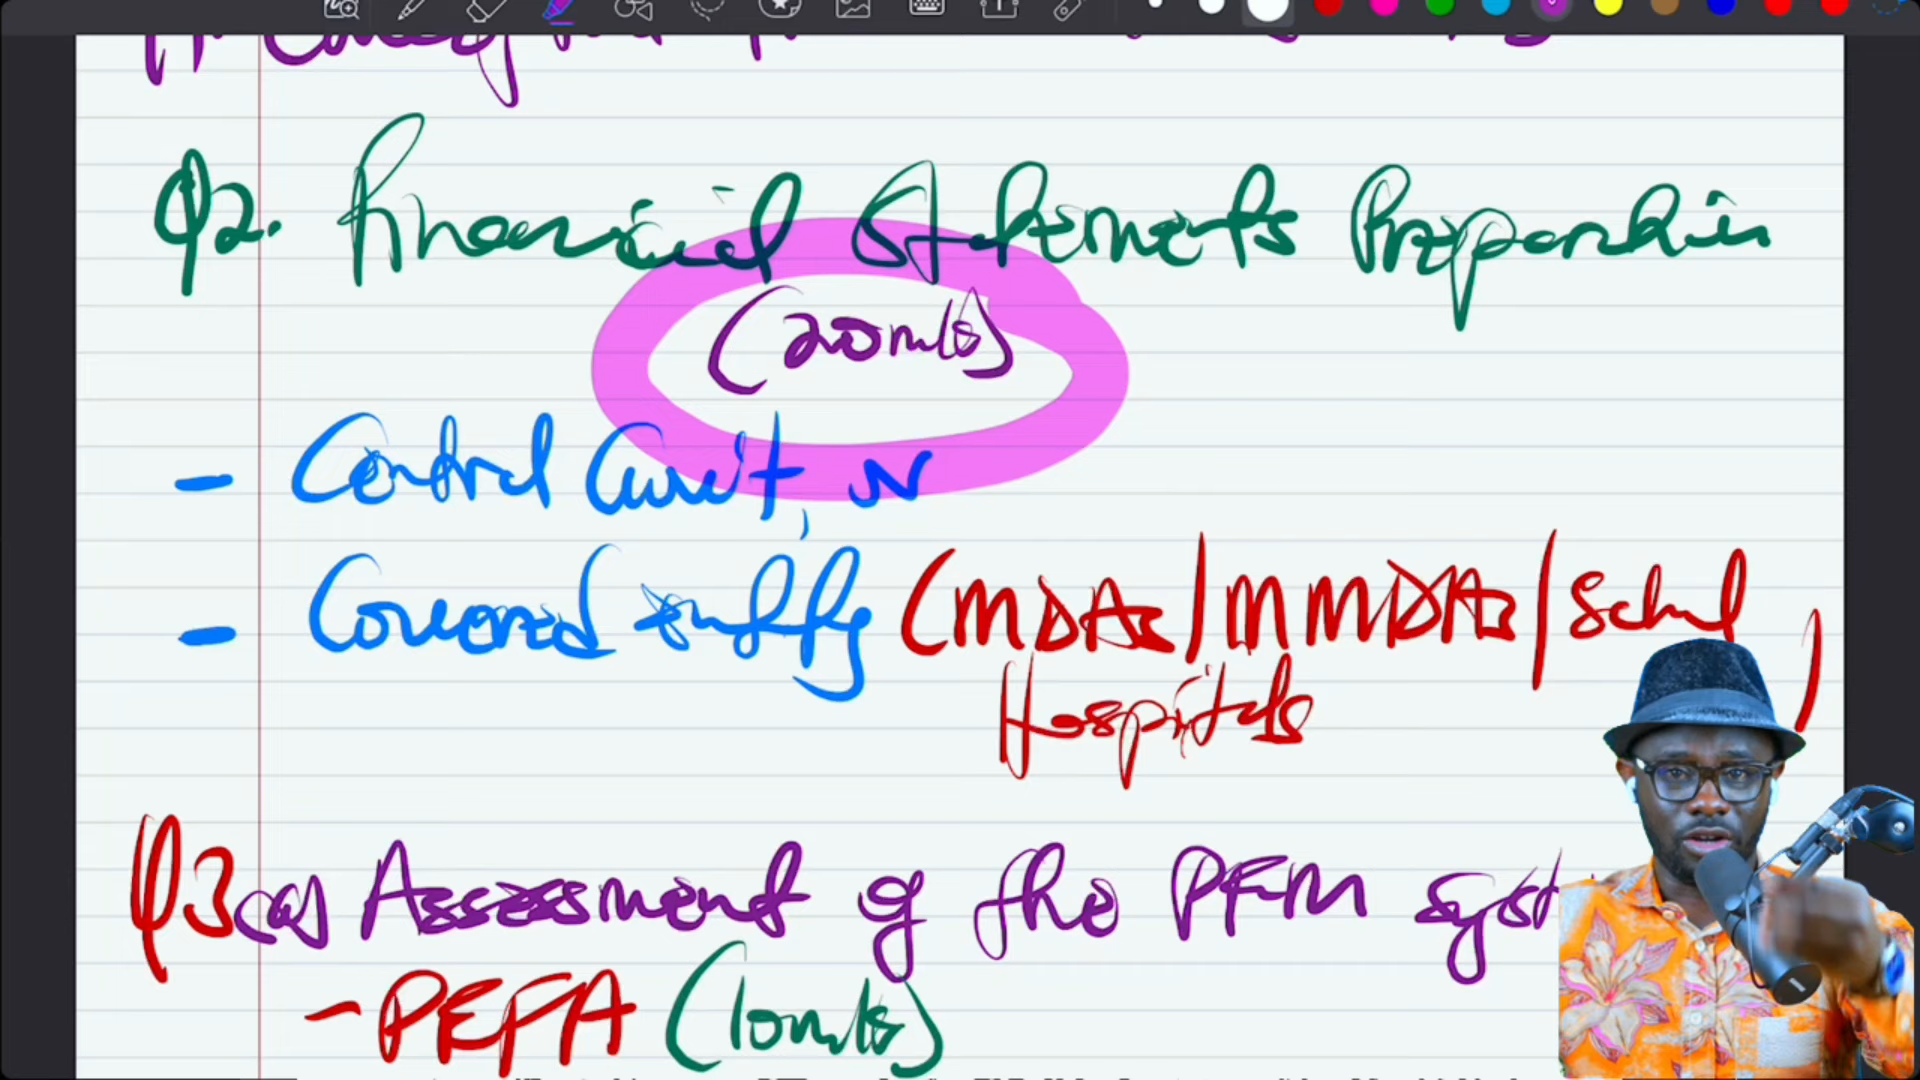 Q2. Financial Statements Preparation
(20mks)
- Central Govt, or
- Covered entity (MDAs/MMDAs/School,
Hospitals)
Q3(a) Assessment of the PFM syst
- PEFA (10mks)